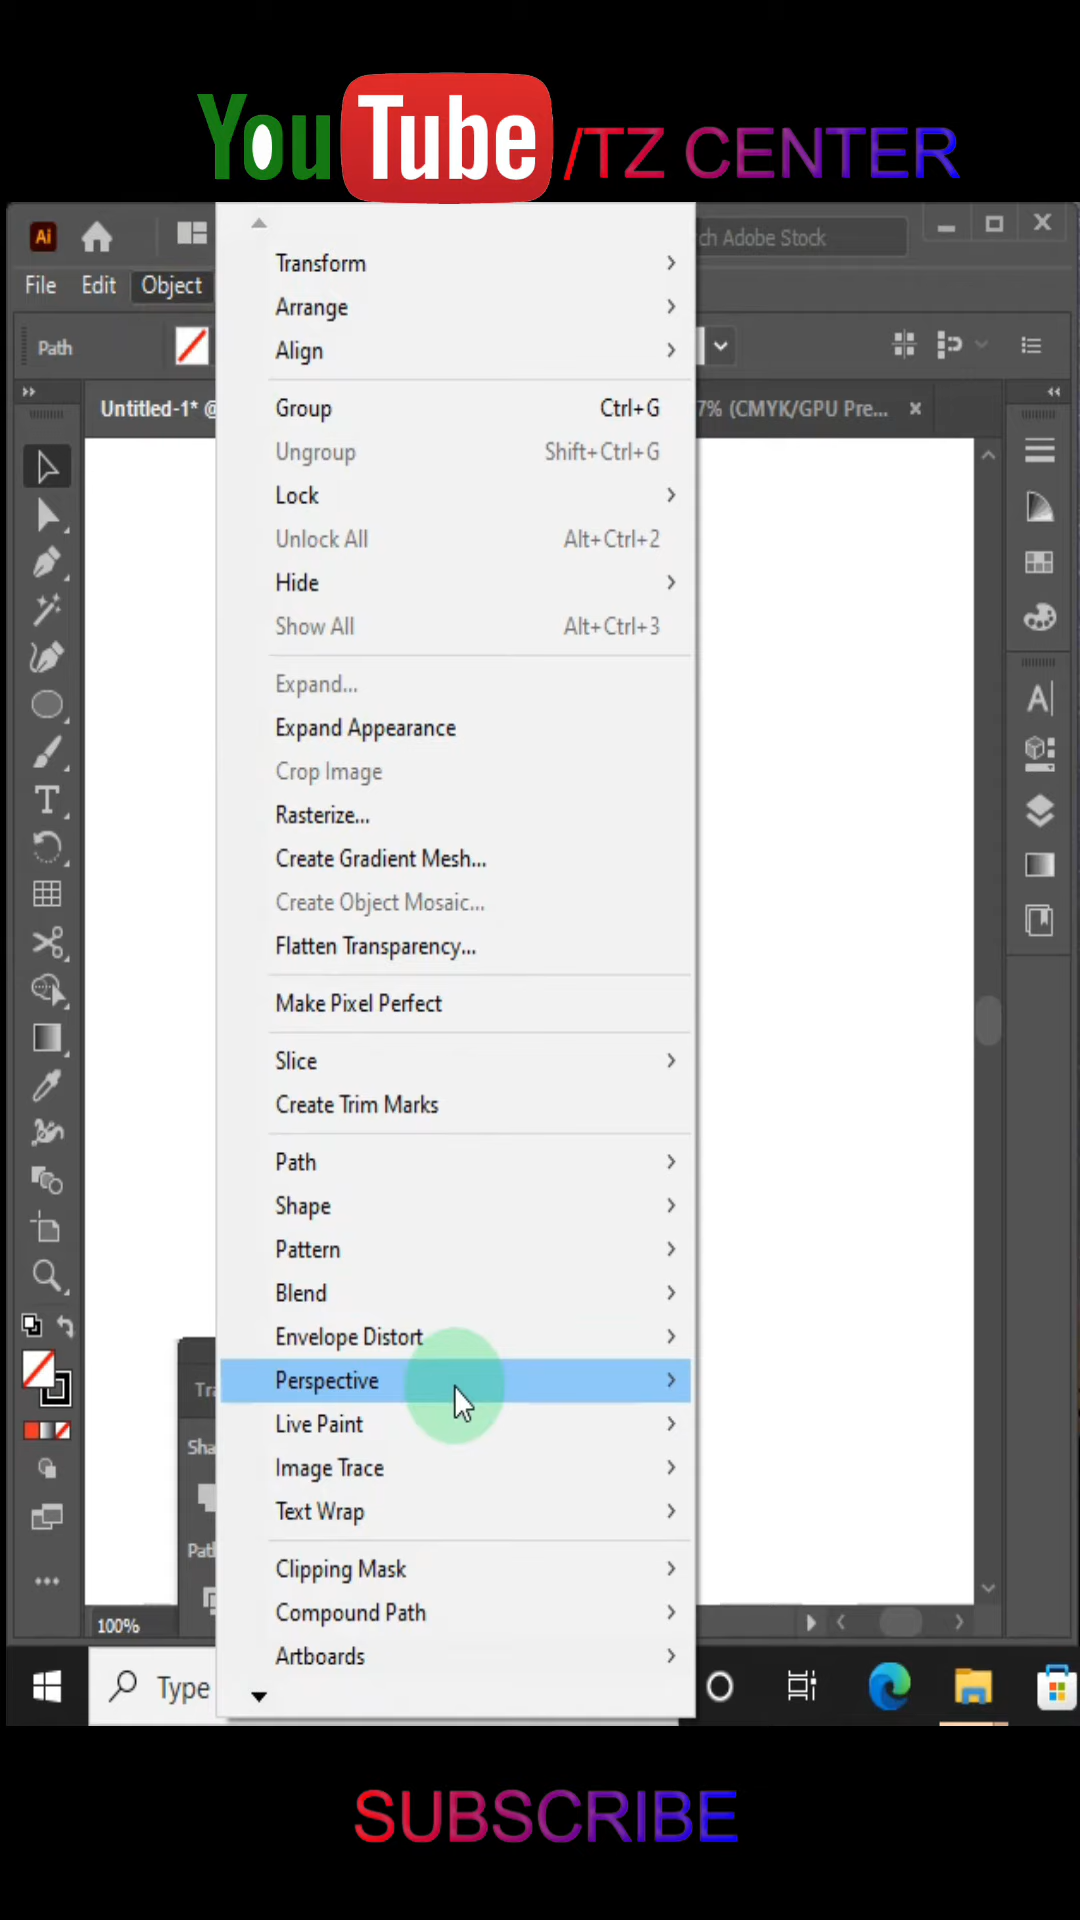 YouTube /TZ CENTER
Ai
ch Adobe Stock
File Edit Object
Path
Untitled-1* @
7% (CMYK/GPU Pre...
Transform
Arrange
Align
Group Ctrl+G
Ungroup Shift+Ctrl+G
Lock
Unlock All Alt+Ctrl+2
Hide
Show All Alt+Ctrl+3
Expand...
Expand Appearance
Crop Image
Rasterize...
Create Gradient Mesh...
Create Object Mosaic...
Flatten Transparency...
Make Pixel Perfect
Slice
Create Trim Marks
Path
Shape
Pattern
Blend
Envelope Distort
Perspective
Tra
Live Paint
Sha
Image Trace
Text Wrap
Pat
Clipping Mask
Compound Path
100%
Artboards
Type
SUBSCRIBE